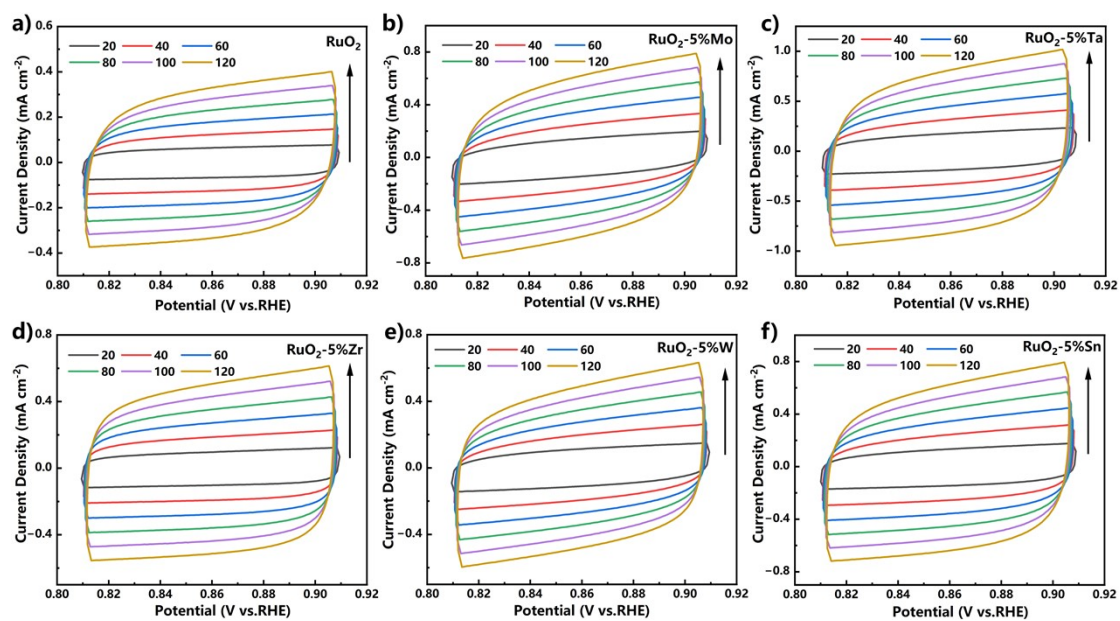 a)
20 40 60
80 100 120
RuO₂
Current Density (mA cm⁻²)
0.6
0.4
0.2
0.0
−0.2
−0.4
0.80 0.82 0.84 0.86 0.88 0.90 0.92
Potential (V vs.RHE)
b)
20 40 60
80 100 120
RuO₂-5%Mo
Current Density (mA cm⁻²)
0.8
0.4
0.0
−0.4
−0.8
0.80 0.82 0.84 0.86 0.88 0.90 0.92
Potential (V vs.RHE)
c)
20 40 60
80 100 120
RuO₂-5%Ta
Current Density (mA cm⁻²)
1.0
0.5
0.0
−0.5
−1.0
0.80 0.82 0.84 0.86 0.88 0.90 0.92
Potential (V vs.RHE)
d)
20 40 60
80 100 120
RuO₂-5%Zr
Current Density (mA cm⁻²)
0.8
0.4
0.0
−0.4
0.80 0.82 0.84 0.86 0.88 0.90 0.92
Potential (V vs.RHE)
e)
20 40 60
80 100 120
RuO₂-5%W
Current Density (mA cm⁻²)
0.8
0.4
0.0
−0.4
0.80 0.82 0.84 0.86 0.88 0.90 0.92
Potential (V vs.RHE)
f)
20 40 60
80 100 120
RuO₂-5%Sn
Current Density (mA cm⁻²)
0.8
0.4
0.0
−0.4
−0.8
0.80 0.82 0.84 0.86 0.88 0.90 0.92
Potential (V vs.RHE)